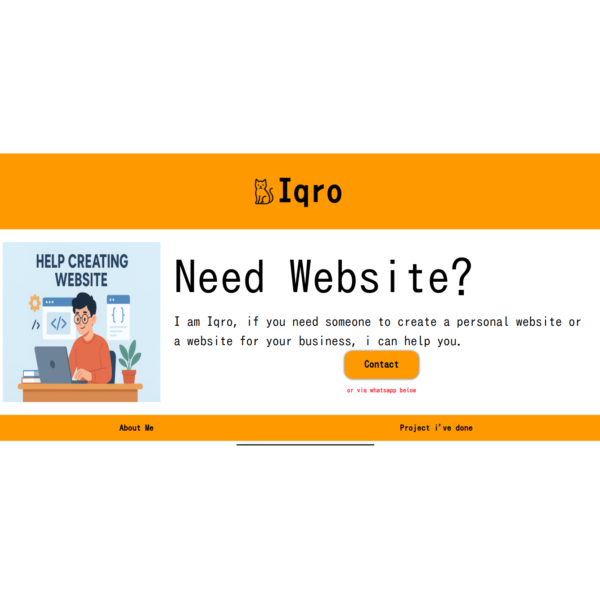 Iqro
HELP CREATING
WEBSITE
</>
{}
Need Website?
I am Iqro, if you need someone to create a personal website or
a website for your business, i can help you.
Contact
or via whatsapp below
About Me
Project i've done